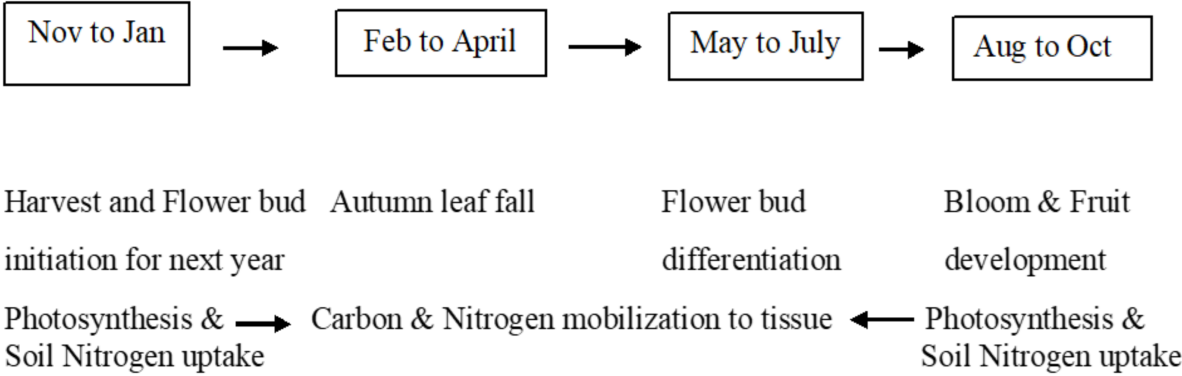 Nov to Jan
Feb to April
May to July
Aug to Oct
Harvest and Flower bud
initiation for next year
Autumn leaf fall
Flower bud
differentiation
Bloom & Fruit
development
Photosynthesis &
Soil Nitrogen uptake
Carbon & Nitrogen mobilization to tissue
Photosynthesis &
Soil Nitrogen uptake